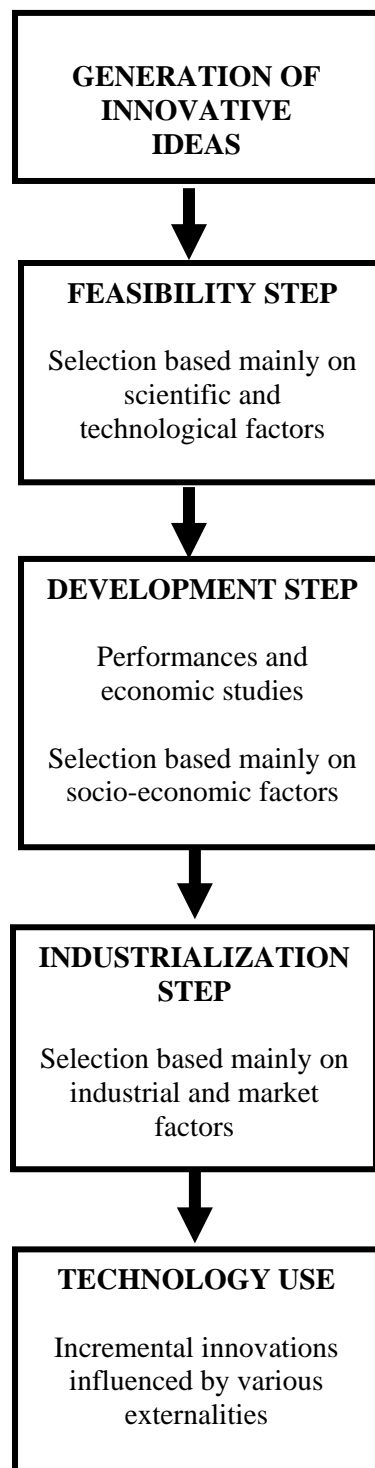 GENERATION OF
INNOVATIVE
IDEAS
FEASIBILITY STEP
Selection based mainly on
scientific and
technological factors
DEVELOPMENT STEP
Performances and
economic studies
Selection based mainly on
socio-economic factors
INDUSTRIALIZATION
STEP
Selection based mainly on
industrial and market
factors
TECHNOLOGY USE
Incremental innovations
influenced by various
externalities